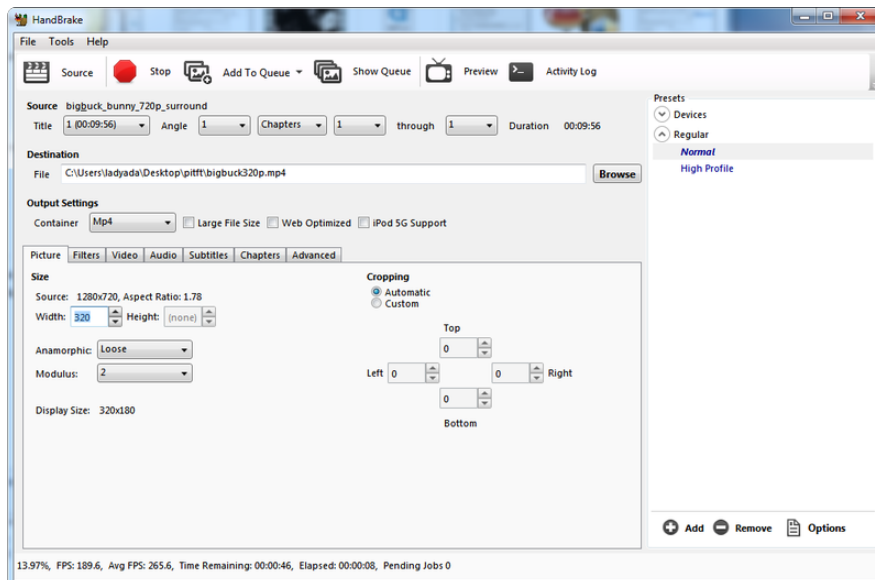 HandBrake
File Tools Help
Source Stop Add To Queue Show Queue Preview Activity Log
Source bigbuck_bunny_720p_surround
Title 1 (00:09:56) Angle 1 Chapters 1 through 1 Duration 00:09:56
Destination
File C:\Users\ladyada\Desktop\pitft\bigbuck320p.mp4 Browse
Output Settings
Container Mp4 Large File Size Web Optimized iPod 5G Support
Picture Filters Video Audio Subtitles Chapters Advanced
Size
Source: 1280x720, Aspect Ratio: 1.78
Width: 320 Height: (none)
Anamorphic: Loose
Modulus: 2
Display Size: 320x180
Cropping
Automatic
Custom
Top
0
Left 0 0 Right
0
Bottom
Presets
Devices
Regular
Normal
High Profile
Add Remove Options
13.97%, FPS: 189.6, Avg FPS: 265.6, Time Remaining: 00:00:46, Elapsed: 00:00:08, Pending Jobs 0